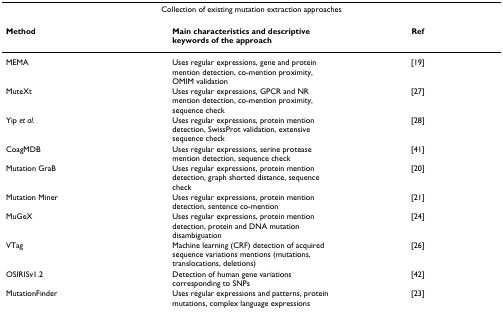 Collection of existing mutation extraction approaches
Method Main characteristics and descriptive Ref
keywords of the approach
MEMA Uses regular expressions, gene and protein [19]
mention detection, co-mention proximity,
OMIM validation
MuteXt Uses regular expressions, GPCR and NR [27]
mention detection, co-mention proximity,
sequence check
Yip et al. Uses regular expressions, protein mention [28]
detection, SwissProt validation, extensive
sequence check
CoagMDB Uses regular expressions, serine protease [41]
mention detection, sequence check
Mutation GraB Uses regular expressions, protein mention [20]
detection, graph shorted distance, sequence
check
Mutation Miner Uses regular expressions, protein mention [21]
detection, sentence co-mention
MuGeX Uses regular expressions, protein mention [24]
detection, protein and DNA mutation
disambiguation
VTag Machine learning (CRF) detection of acquired [26]
sequence variations mentions (mutations,
translocations, deletions)
OSIRISv1.2 Detection of human gene variations [42]
corresponding to SNPs
MutationFinder Uses regular expressions and patterns, protein [23]
mutations, complex language expressions